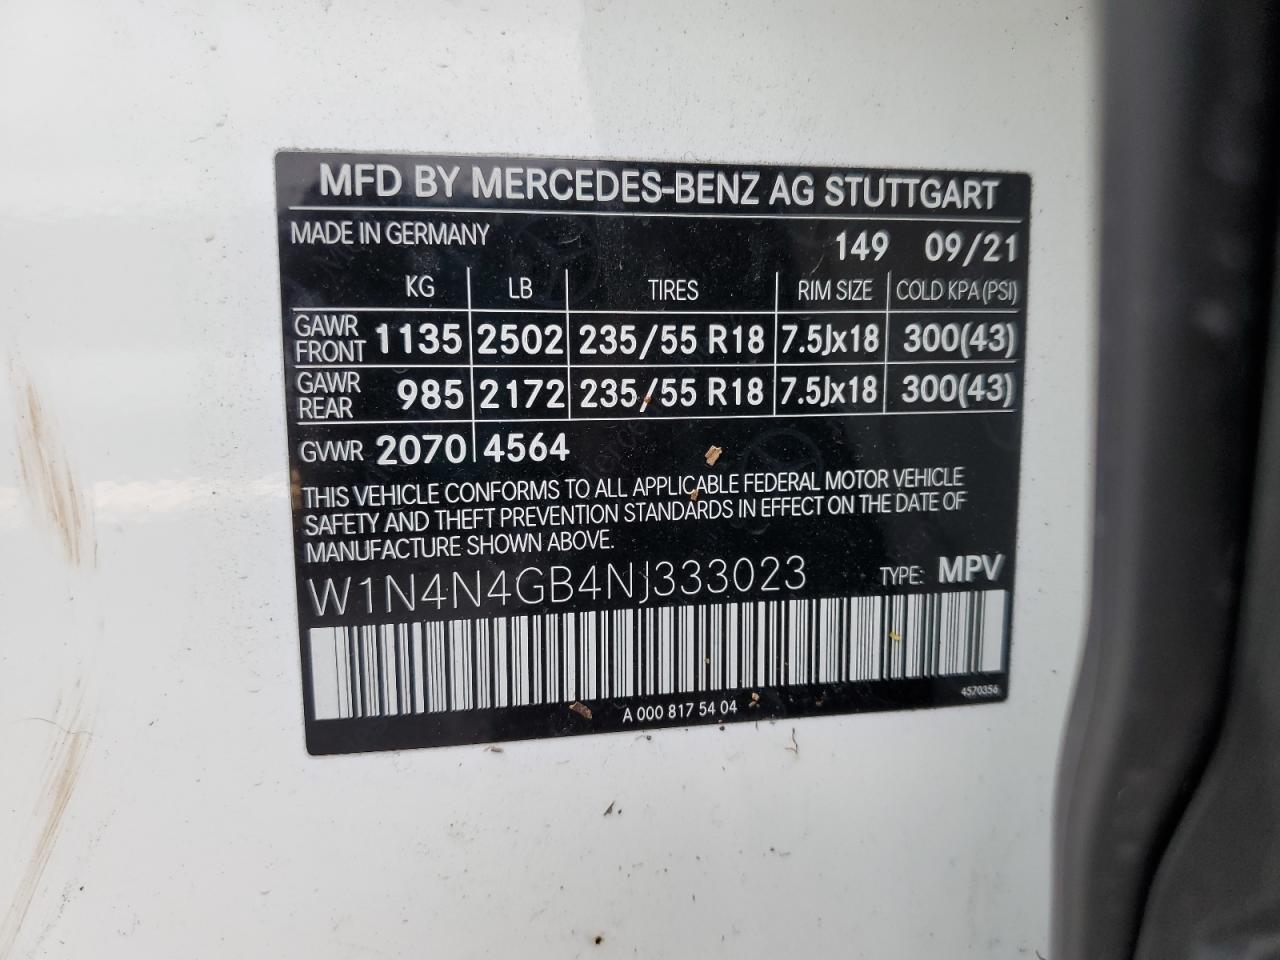 MFD BY MERCEDES-BENZ AG STUTTGART
MADE IN GERMANY 149 09/21
KG LB TIRES RIM SIZE COLD KPA (PSI)
GAWR FRONT 1135 2502 235/55 R18 7.5Jx18 300(43)
GAWR REAR 985 2172 235/55 R18 7.5Jx18 300(43)
GVWR 2070 4564
THIS VEHICLE CONFORMS TO ALL APPLICABLE FEDERAL MOTOR VEHICLE
SAFETY AND THEFT PREVENTION STANDARDS IN EFFECT ON THE DATE OF
MANUFACTURE SHOWN ABOVE.
W1N4N4GB4NJ333023 TYPE: MPV
4570356
A 000 817 54 04